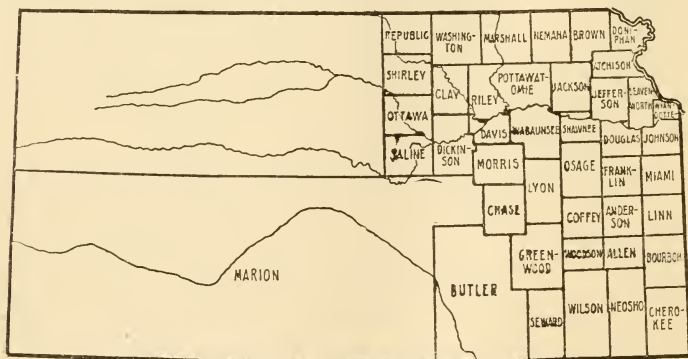 REPUBLIC
WASHING-
TON
MARSHALL
NEMAHA
BROWN
DONI-
PHAN
ATCHISON
SHIRLEY
CLAY
RILEY
POTTAWAT-
OMIE
JACKSON
JEFFER-
SON
LEAVEN-
WORTH
WYAN
DOTTE
OTTAWA
SALINE
DICKIN-
SON
DAVIS
WABAUNSEE
SHAWNEE
DOUGLAS
JOHNSON
MORRIS
LYON
OSAGE
FRANK-
LIN
MIAMI
CHASE
COFFEY
ANDER-
SON
LINN
MARION
BUTLER
GREEN-
WOOD
WOODSON
ALLEN
BOURBON
SEWARD
WILSON
NEOSHO
CHERO-
KEE